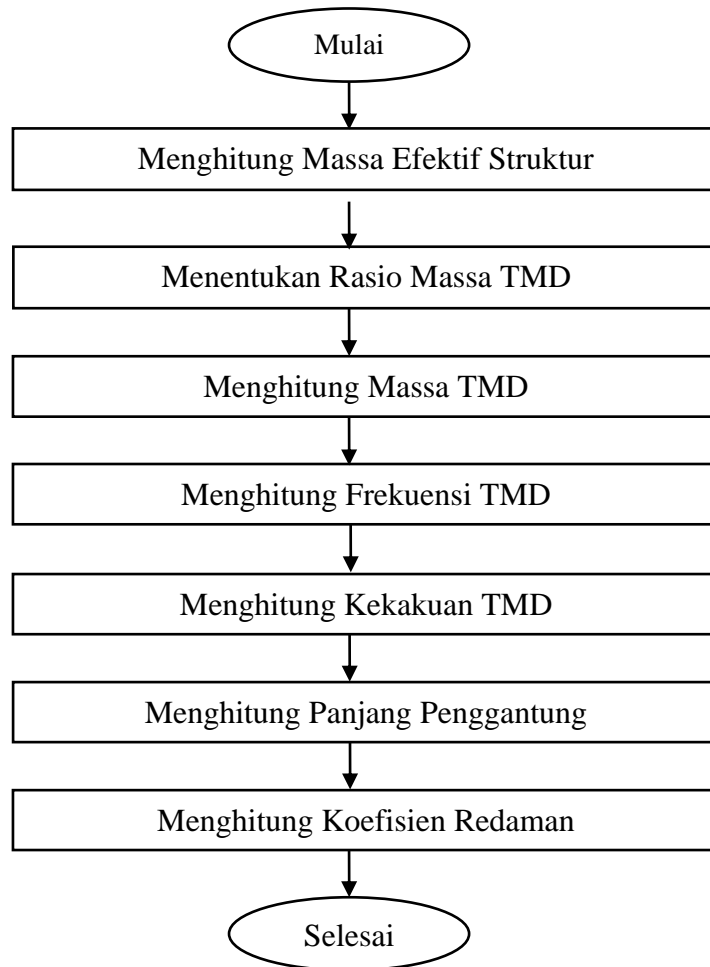 Mulai
Menghitung Massa Efektif Struktur
Menentukan Rasio Massa TMD
Menghitung Massa TMD
Menghitung Frekuensi TMD
Menghitung Kekakuan TMD
Menghitung Panjang Penggantung
Menghitung Koefisien Redaman
Selesai